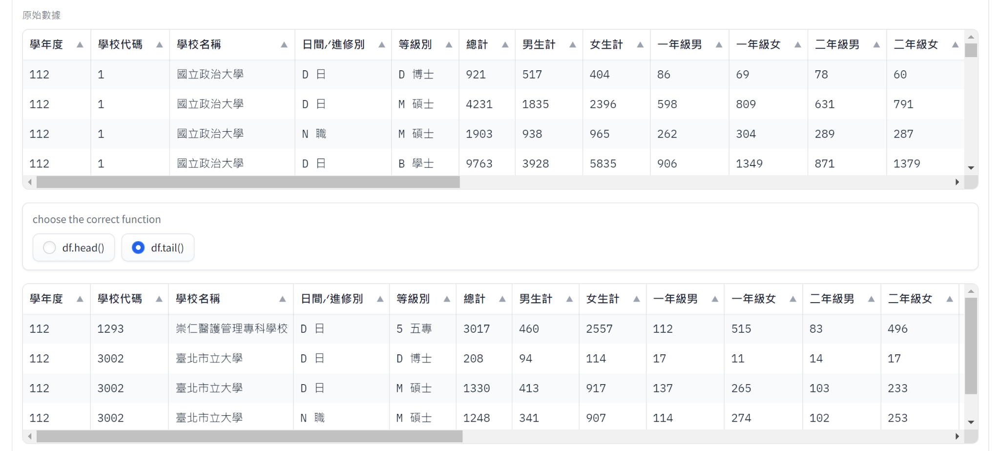 原始數據
學年度 學校代碼 學校名稱 日間/進修別 等級別 總計 男生計 女生計 一年級男 一年級女 二年級男 二年級女
112 1 國立政治大學 D 日 D 博士 921 517 404 86 69 78 60
112 1 國立政治大學 D 日 M 碩士 4231 1835 2396 598 809 631 791
112 1 國立政治大學 N 職 M 碩士 1903 938 965 262 304 289 287
112 1 國立政治大學 D 日 B 學士 9763 3928 5835 906 1349 871 1379
choose the correct function
df.head() df.tail()
學年度 學校代碼 學校名稱 日間/進修別 等級別 總計 男生計 女生計 一年級男 一年級女 二年級男 二年級女
112 1293 崇仁醫護管理專科學校 D 日 5 五專 3017 460 2557 112 515 83 496
112 3002 臺北市立大學 D 日 D 博士 208 94 114 17 11 14 17
112 3002 臺北市立大學 D 日 M 碩士 1330 413 917 137 265 103 233
112 3002 臺北市立大學 N 職 M 碩士 1248 341 907 114 274 102 253